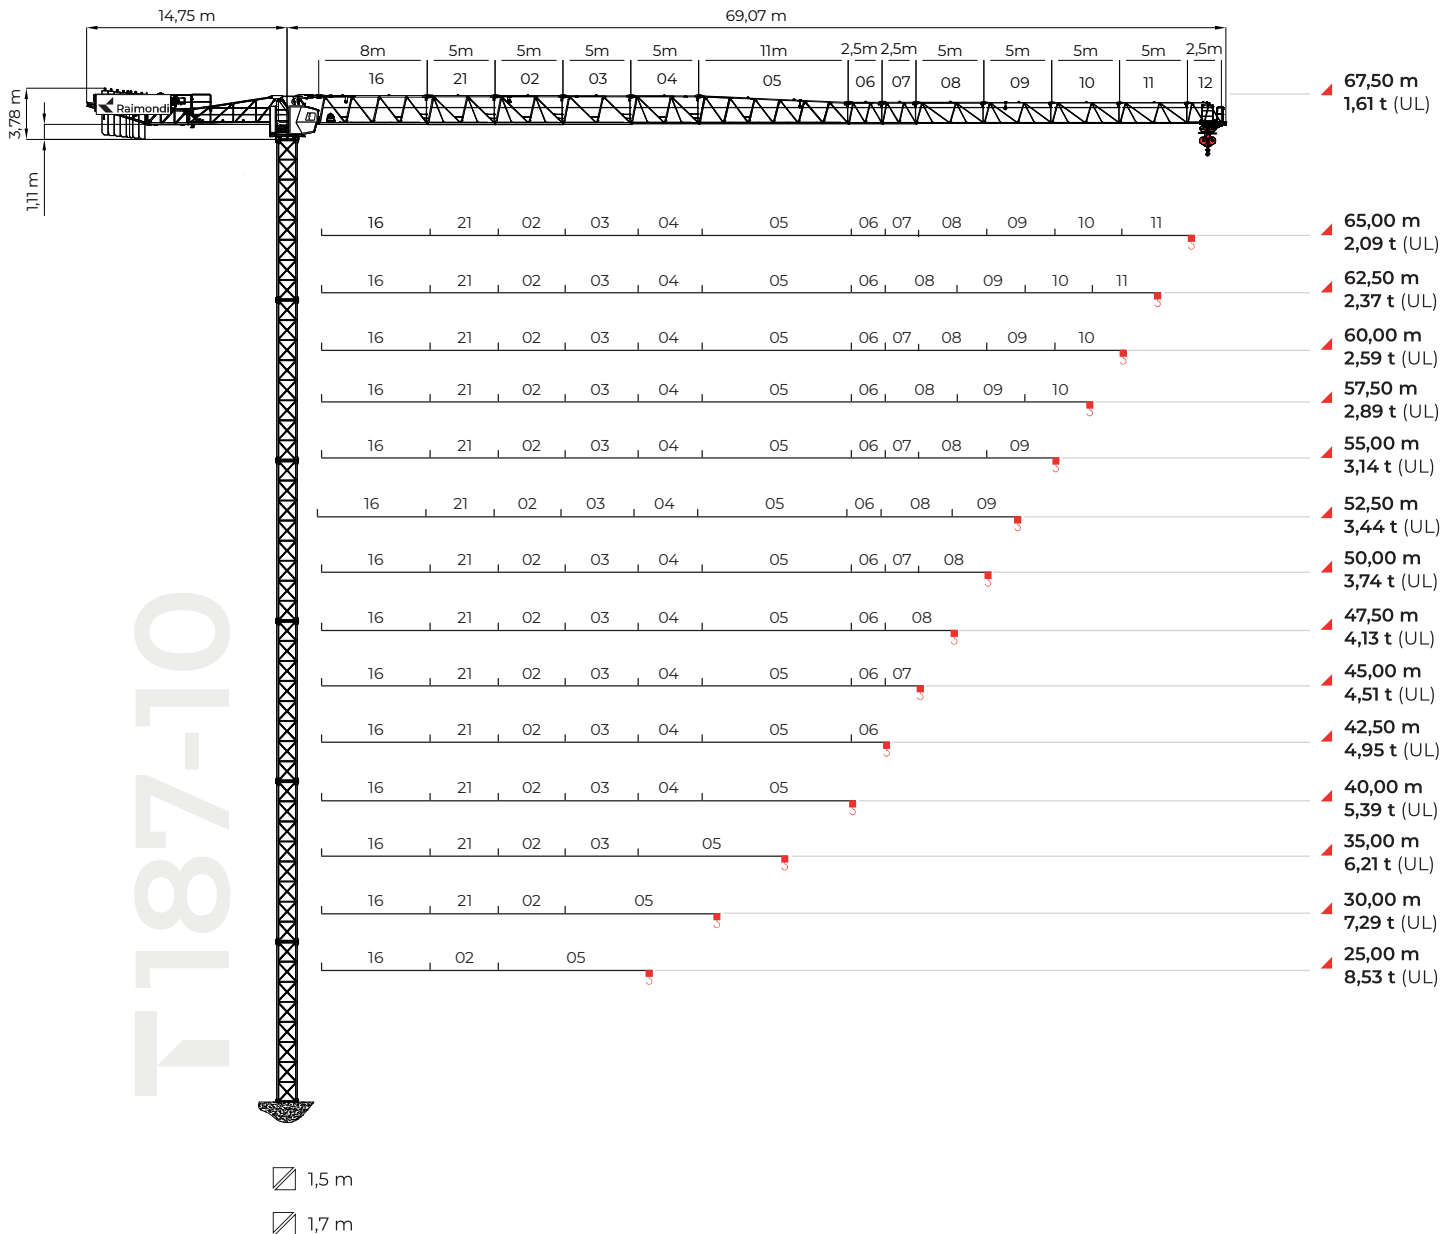 14,75 m 69,07 m
8m 5m 5m 5m 5m 11m 2,5m 2,5m 5m 5m 5m 5m 2,5m
16 21 02 03 04 05 06 07 08 09 10 11 12
67,50 m
1,61 t (UL)
Raimondi
3,78 m
1,11 m
16 21 02 03 04 05 06 07 08 09 10 11
65,00 m
2,09 t (UL)
16 21 02 03 04 05 06 08 09 10 11
62,50 m
2,37 t (UL)
16 21 02 03 04 05 06 07 08 09 10
60,00 m
2,59 t (UL)
16 21 02 03 04 05 06 08 09 10
57,50 m
2,89 t (UL)
16 21 02 03 04 05 06 07 08 09
55,00 m
3,14 t (UL)
16 21 02 03 04 05 06 08 09
52,50 m
3,44 t (UL)
16 21 02 03 04 05 06 07 08
50,00 m
3,74 t (UL)
16 21 02 03 04 05 06 08
47,50 m
4,13 t (UL)
16 21 02 03 04 05 06 07
45,00 m
4,51 t (UL)
16 21 02 03 04 05 06
42,50 m
4,95 t (UL)
16 21 02 03 04 05
40,00 m
5,39 t (UL)
16 21 02 03 05
35,00 m
6,21 t (UL)
16 21 02 05
30,00 m
7,29 t (UL)
16 02 05
25,00 m
8,53 t (UL)
T187-10
1,5 m
1,7 m